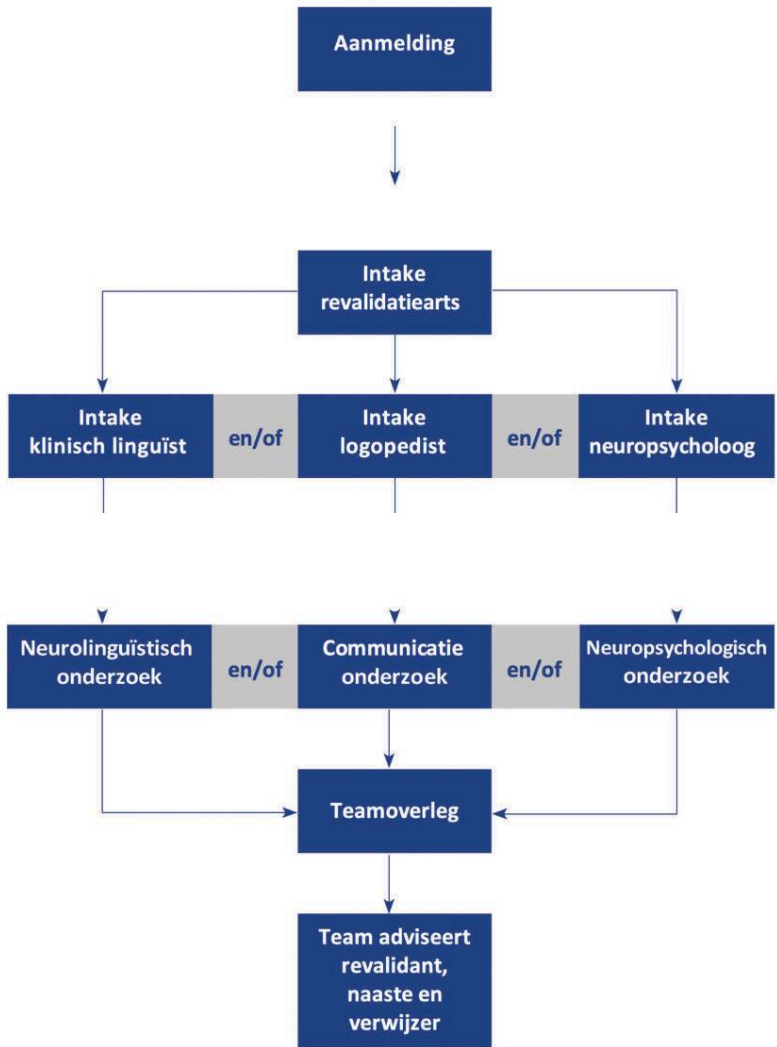 Aanmelding
Intake
revalidatiearts
Intake
klinisch linguïst
en/of
Intake
logopedist
en/of
Intake
neuropsycholoog
Neurolinguïstisch
onderzoek
en/of
Communicatie
onderzoek
en/of
Neuropsychologisch
onderzoek
Teamoverleg
Team adviseert
revalidant,
naaste en
verwijzer